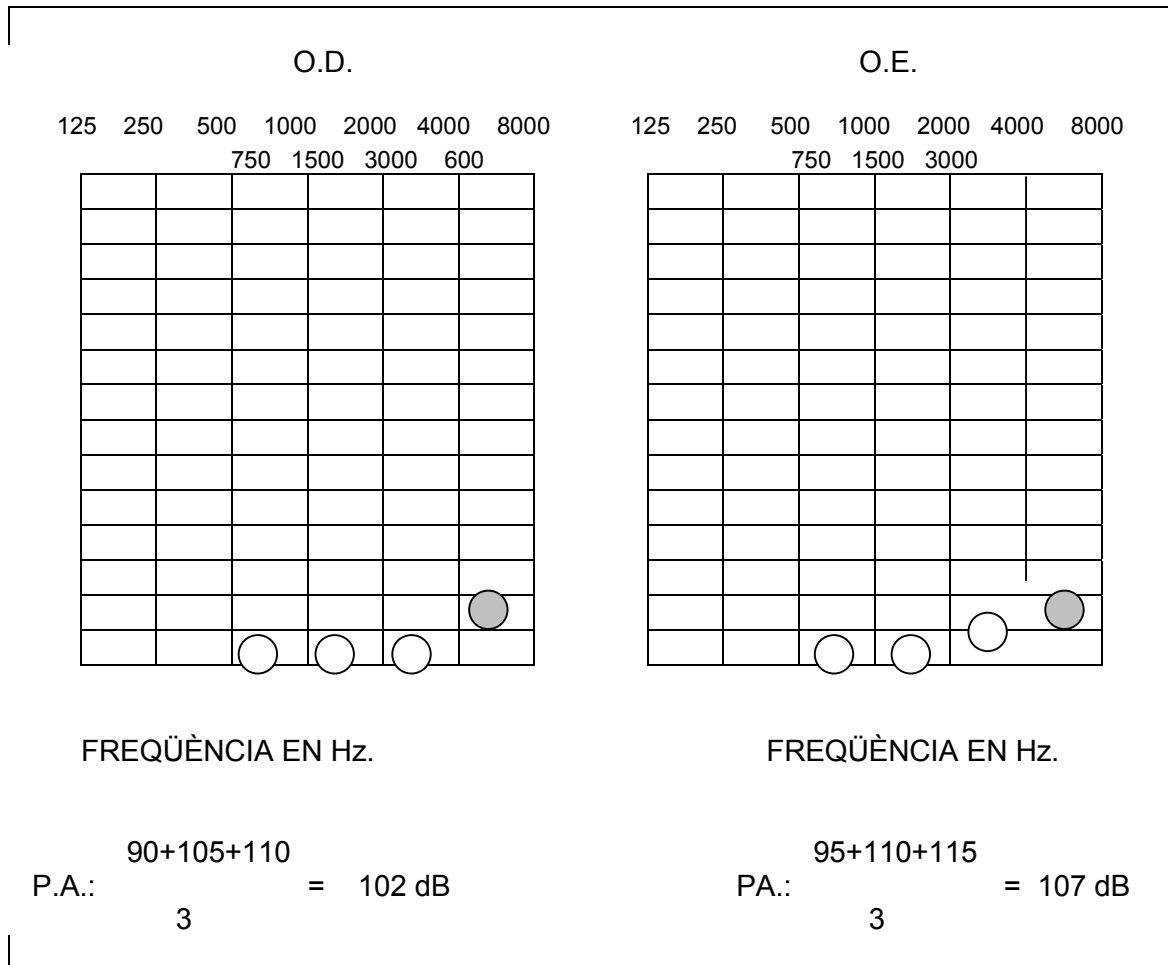 O.D. O.E.
125 250 500 1000 2000 4000 8000 125 250 500 1000 2000 4000 8000
750 1500 3000 600 750 1500 3000
FREQÜÈNCIA EN Hz. FREQÜÈNCIA EN Hz.
90+105+110 95+110+115
P.A.: = 102 dB PA.: = 107 dB
3 3